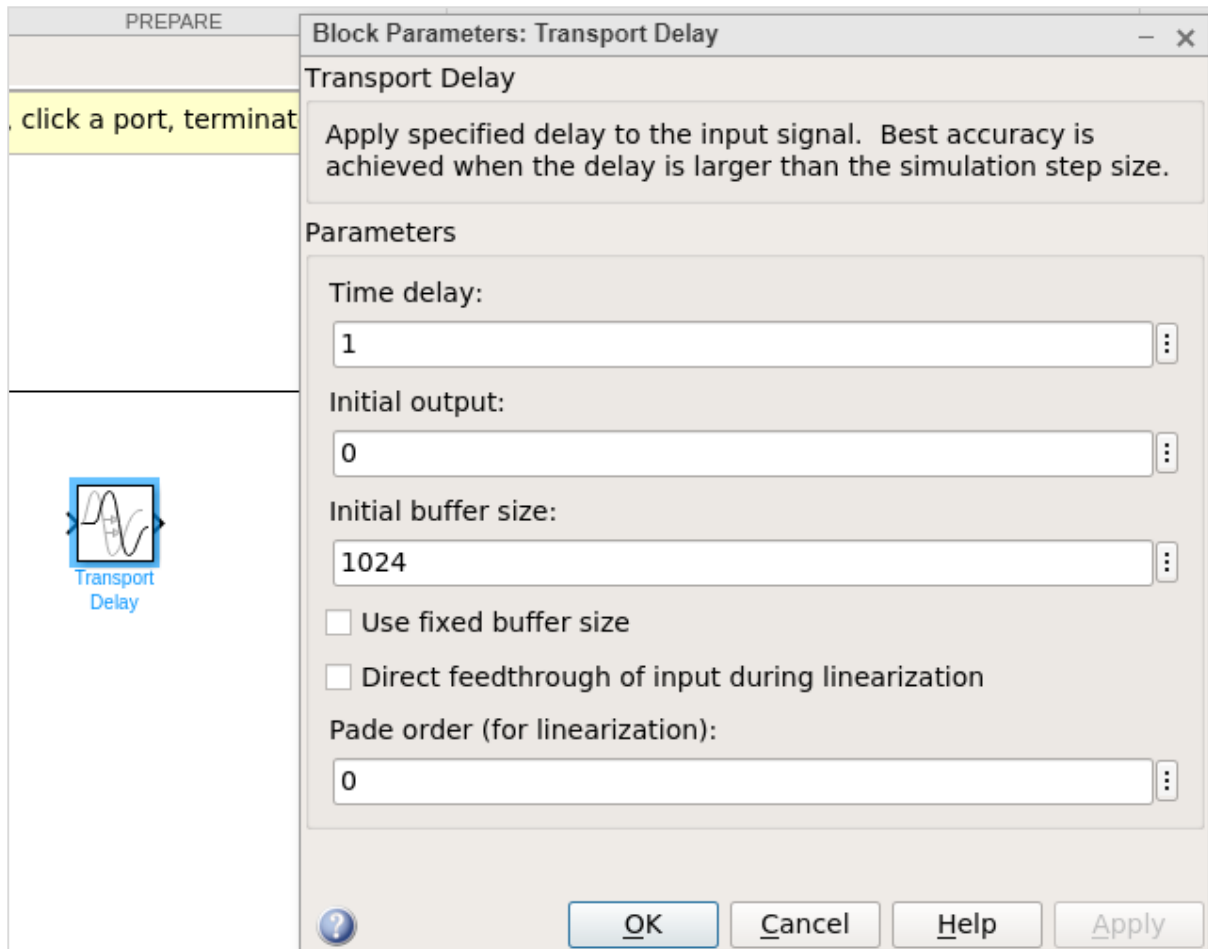 PREPARE
, click a port, terminat
Block Parameters: Transport Delay
Transport Delay
Apply specified delay to the input signal.  Best accuracy is
achieved when the delay is larger than the simulation step size.
Parameters
Time delay:
1
Initial output:
0
Initial buffer size:
1024
Use fixed buffer size
Direct feedthrough of input during linearization
Pade order (for linearization):
0
Transport
Delay
?
OK
Cancel
Help
Apply